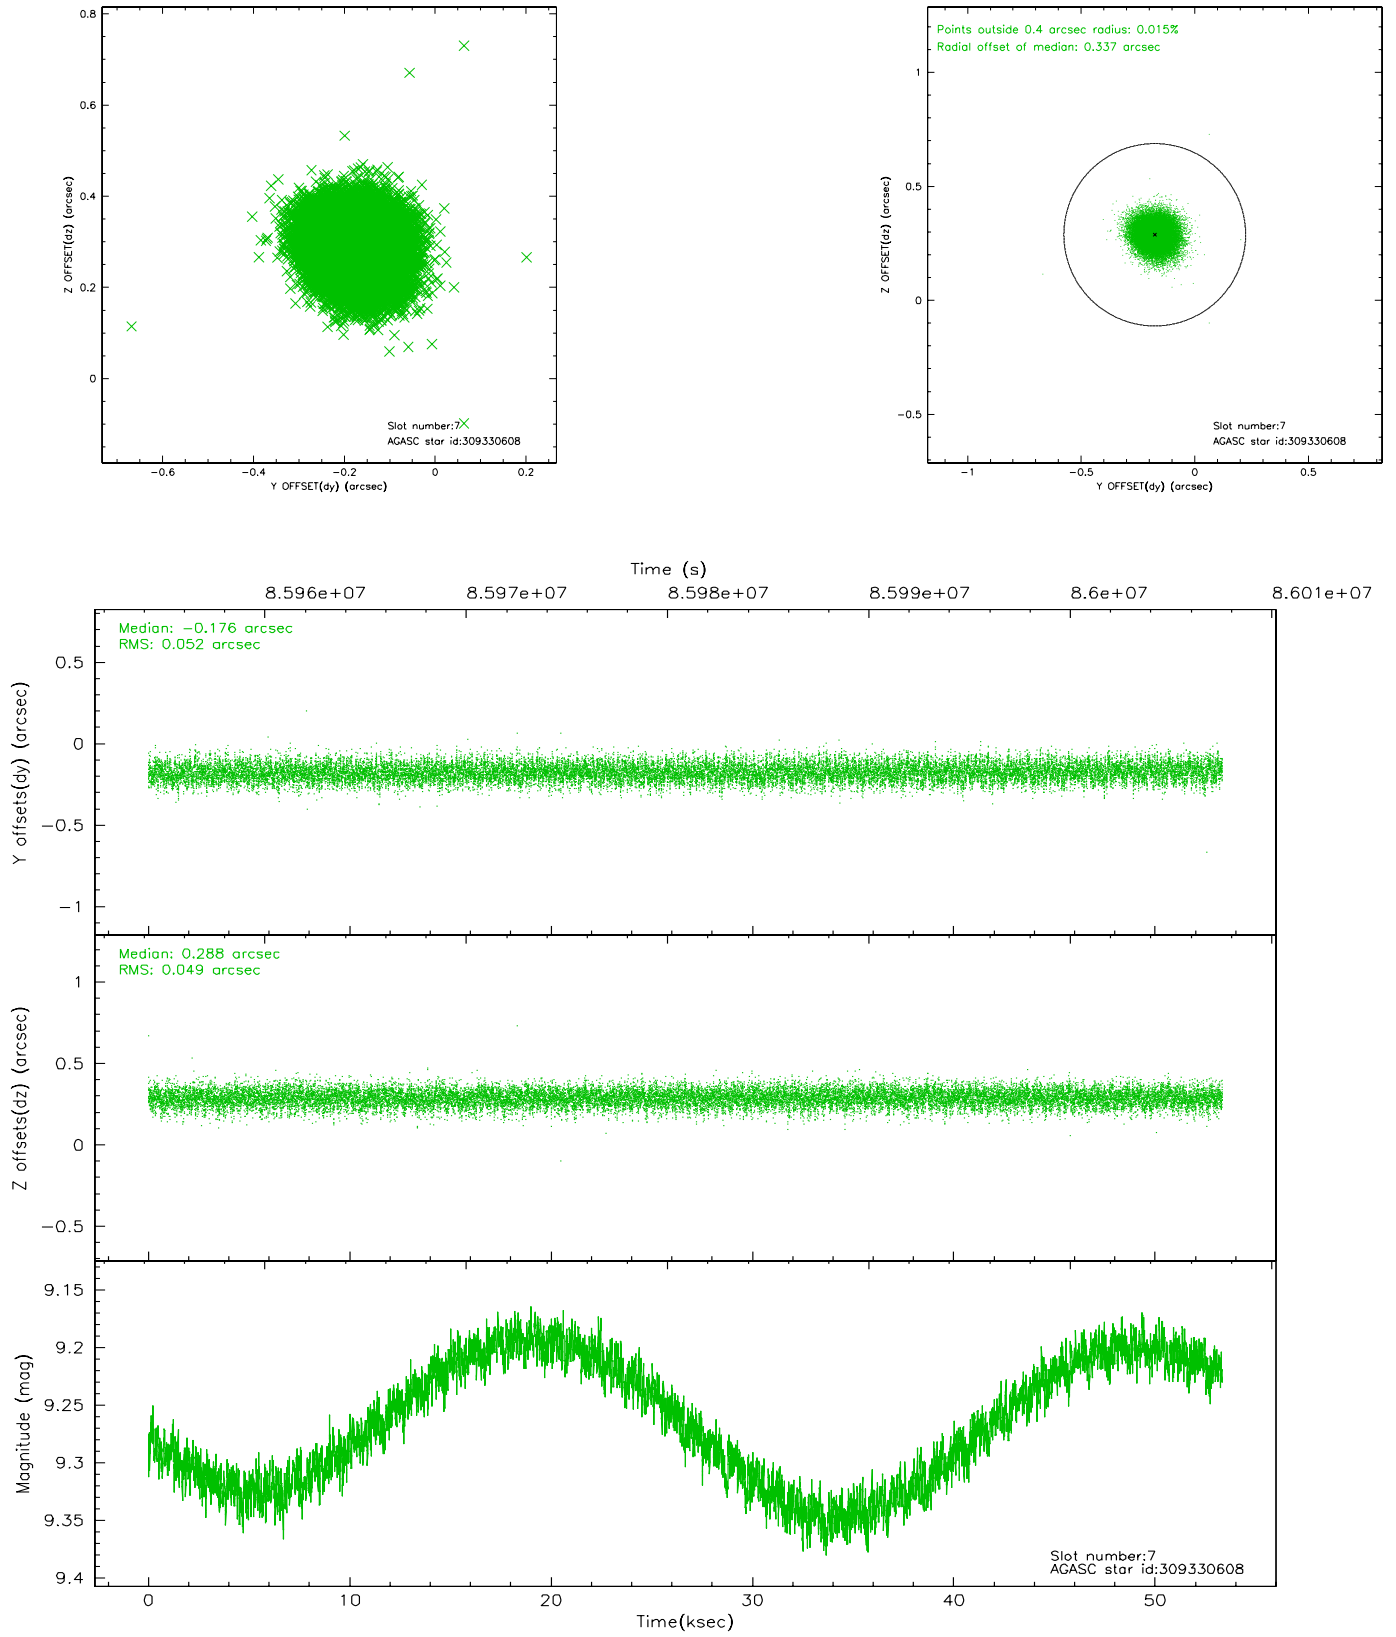 0.8
0.6
0.4
0.2
0
Z OFFSET(dz) (arcsec)
Slot number:7
AGASC star id:309330608
-0.6 -0.4 -0.2 0 0.2
Y OFFSET(dy) (arcsec)
Points outside 0.4 arcsec radius: 0.015%
Radial offset of median: 0.337 arcsec
1
0.5
0
-0.5
Z OFFSET(dz) (arcsec)
Slot number:7
AGASC star id:309330608
-1 -0.5 0 0.5
Y OFFSET(dy) (arcsec)
Time (s)
8.596e+07 8.597e+07 8.598e+07 8.599e+07 8.6e+07 8.601e+07
Median: -0.176 arcsec
RMS: 0.052 arcsec
0.5
0
-0.5
-1
Y offsets(dy) (arcsec)
Median: 0.288 arcsec
RMS: 0.049 arcsec
1
0.5
0
-0.5
Z offsets(dz) (arcsec)
9.15
9.2
9.25
9.3
9.35
9.4
Magnitude (mag)
Slot number:7
AGASC star id:309330608
0 10 20 30 40 50
Time(ksec)